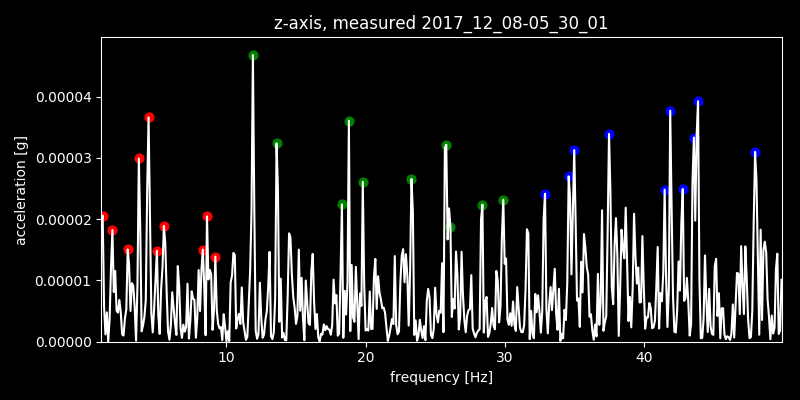 z-axis, measured 2017_12_08-05_30_01
acceleration [g]
0.00004
0.00003
0.00002
0.00001
0.00000
10 20 30 40
frequency [Hz]